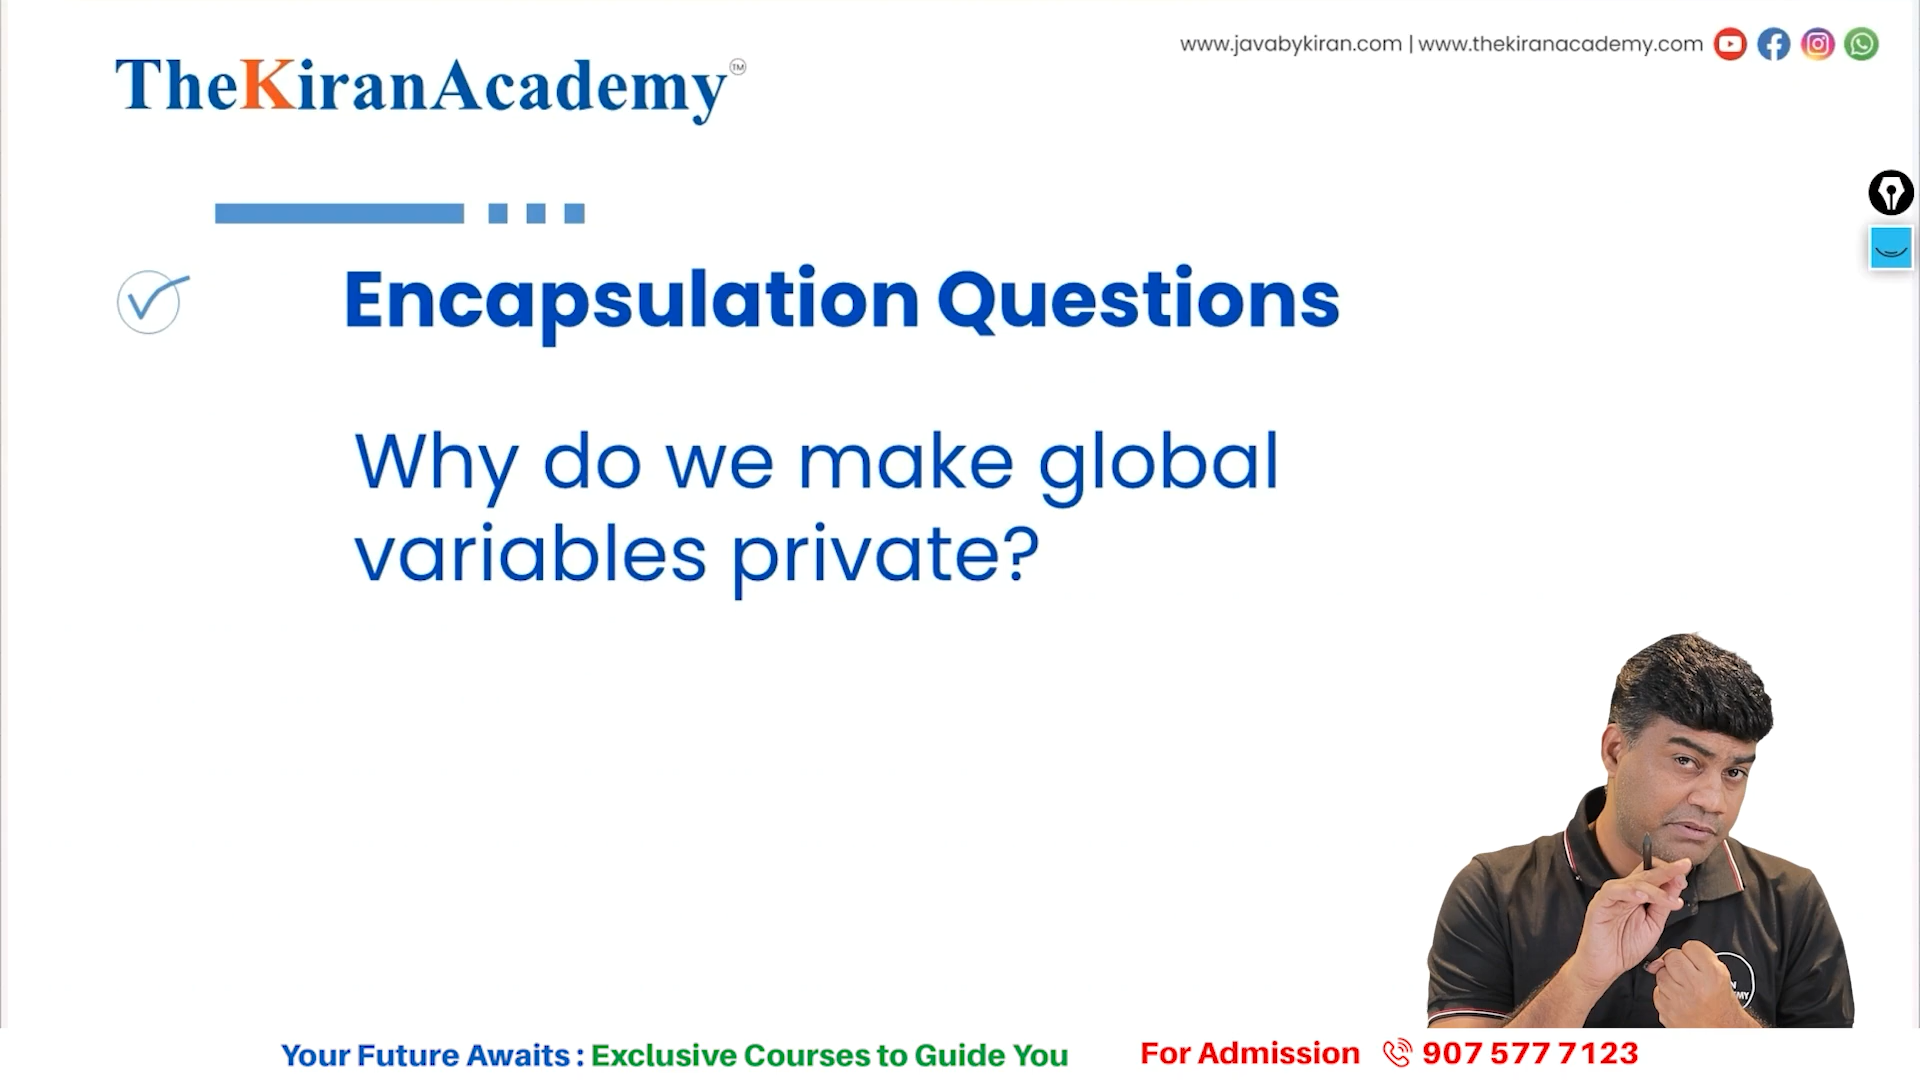 TheKiranAcademy™
www.javabykiran.com | www.thekiranacademy.com
Encapsulation Questions
Why do we make global
variables private?
Your Future Awaits : Exclusive Courses to Guide You
For Admission 907 577 7123